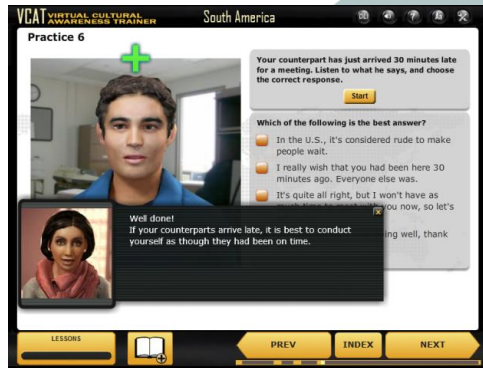 VCAT VIRTUAL CULTURAL
AWARENESS TRAINER
South America
Practice 6
Your counterpart has just arrived 30 minutes late
for a meeting. Listen to what he says, and choose
the correct response.
Start
Which of the following is the best answer?
In the U.S., it's considered rude to make
people wait.
I really wish that you had been here 30
minutes ago. Everyone else was.
It's quite all right, but I won't have as
you now, so let's
ing well, thank
Well done!
If your counterparts arrive late, it is best to conduct
yourself as though they had been on time.
LESSONS
PREV
INDEX
NEXT